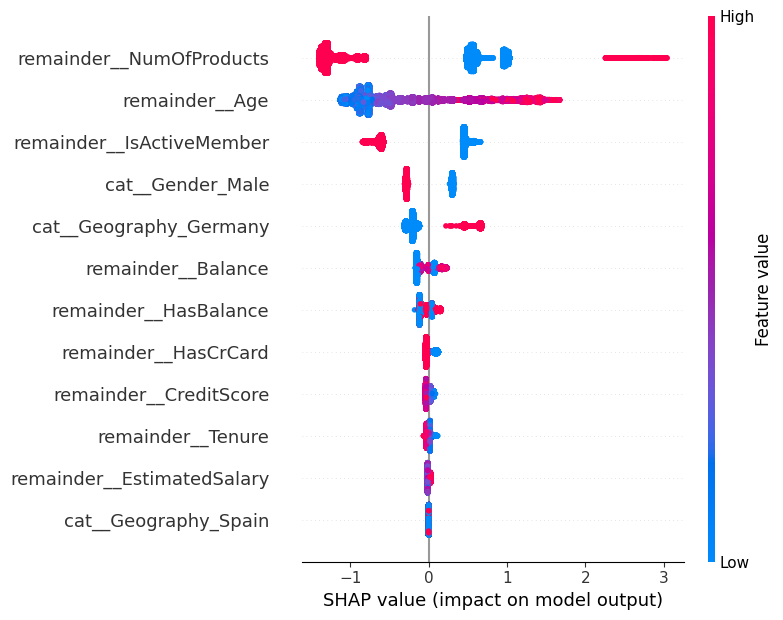 High
remainder__NumOfProducts
remainder__Age
remainder__IsActiveMember
cat__Gender_Male
cat__Geography_Germany
remainder__Balance
remainder__HasBalance
remainder__HasCrCard
remainder__CreditScore
remainder__Tenure
remainder__EstimatedSalary
cat__Geography_Spain
Feature value
Low
−1 0 1 2 3
SHAP value (impact on model output)